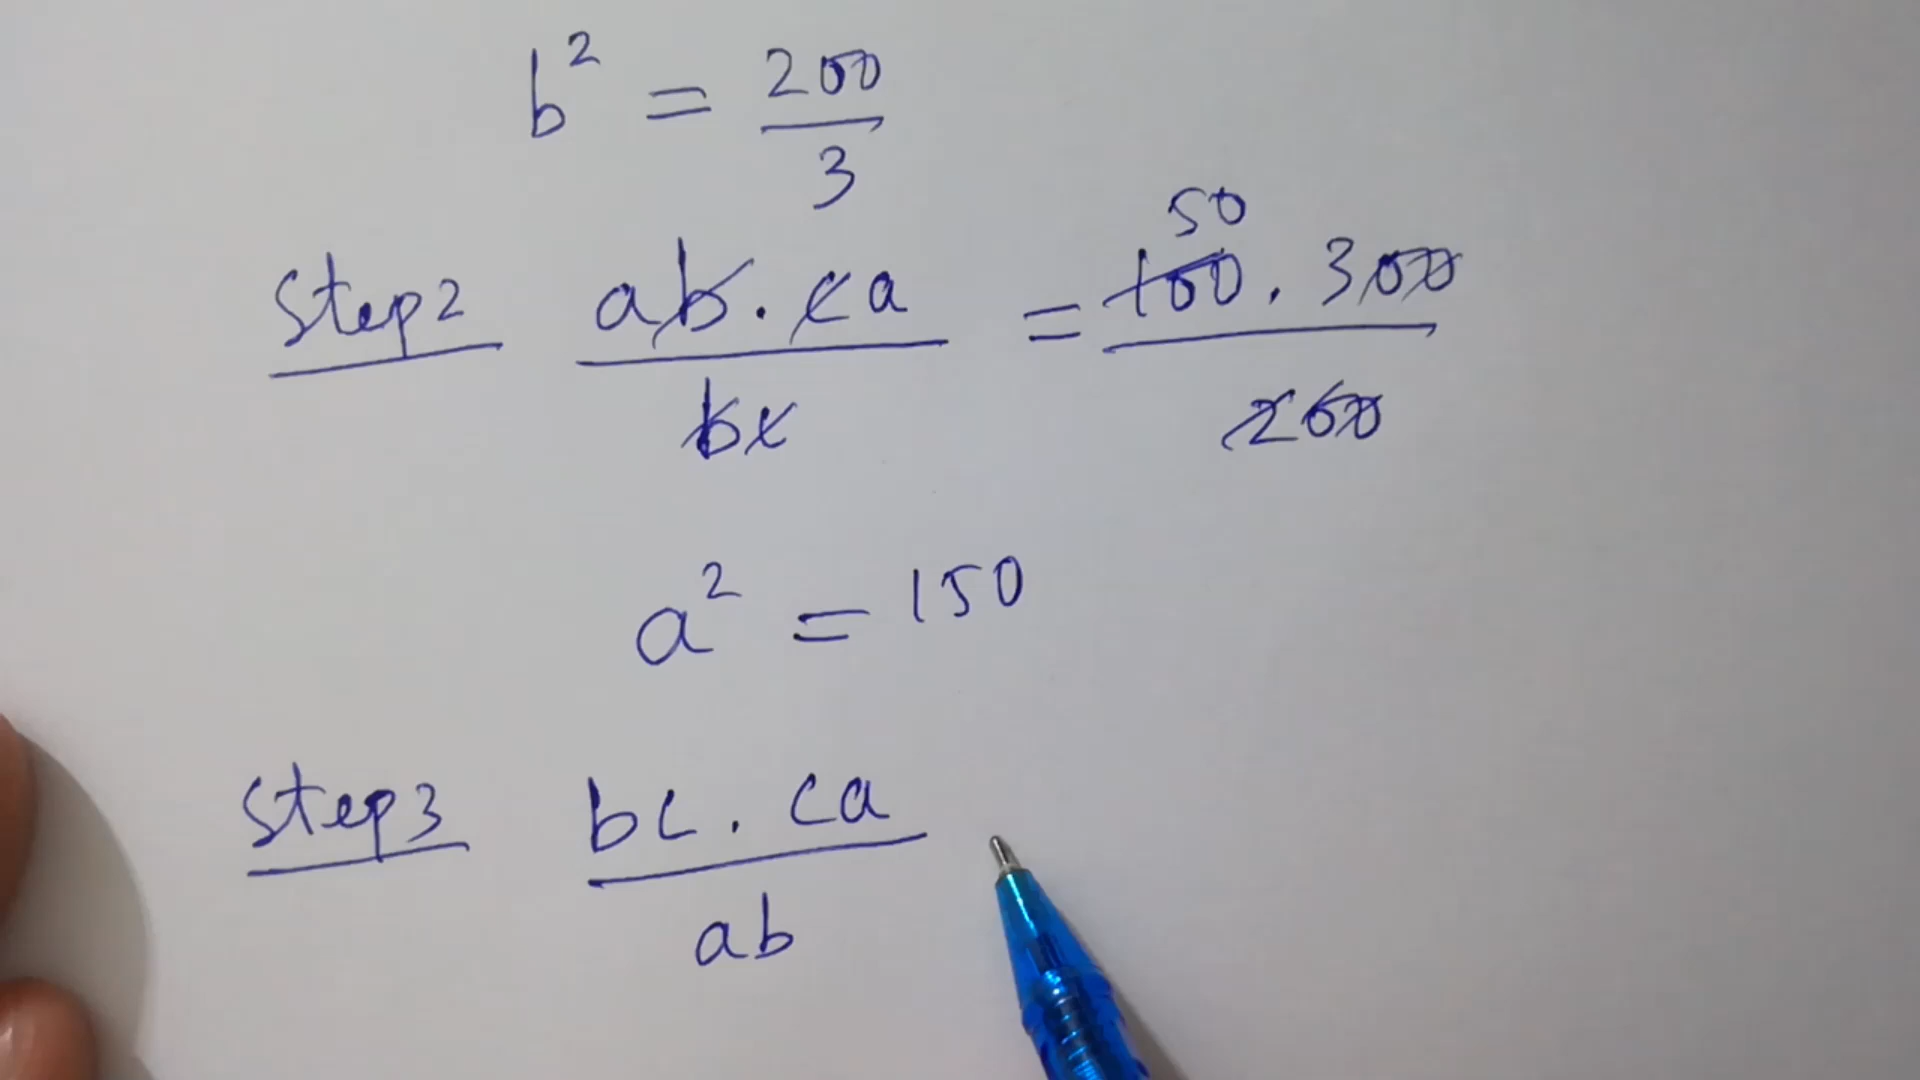 b² = 200/3
50
Step2 ab.ca/bc = 100.300/200
a² = 150
Step3 bc.ca/ab